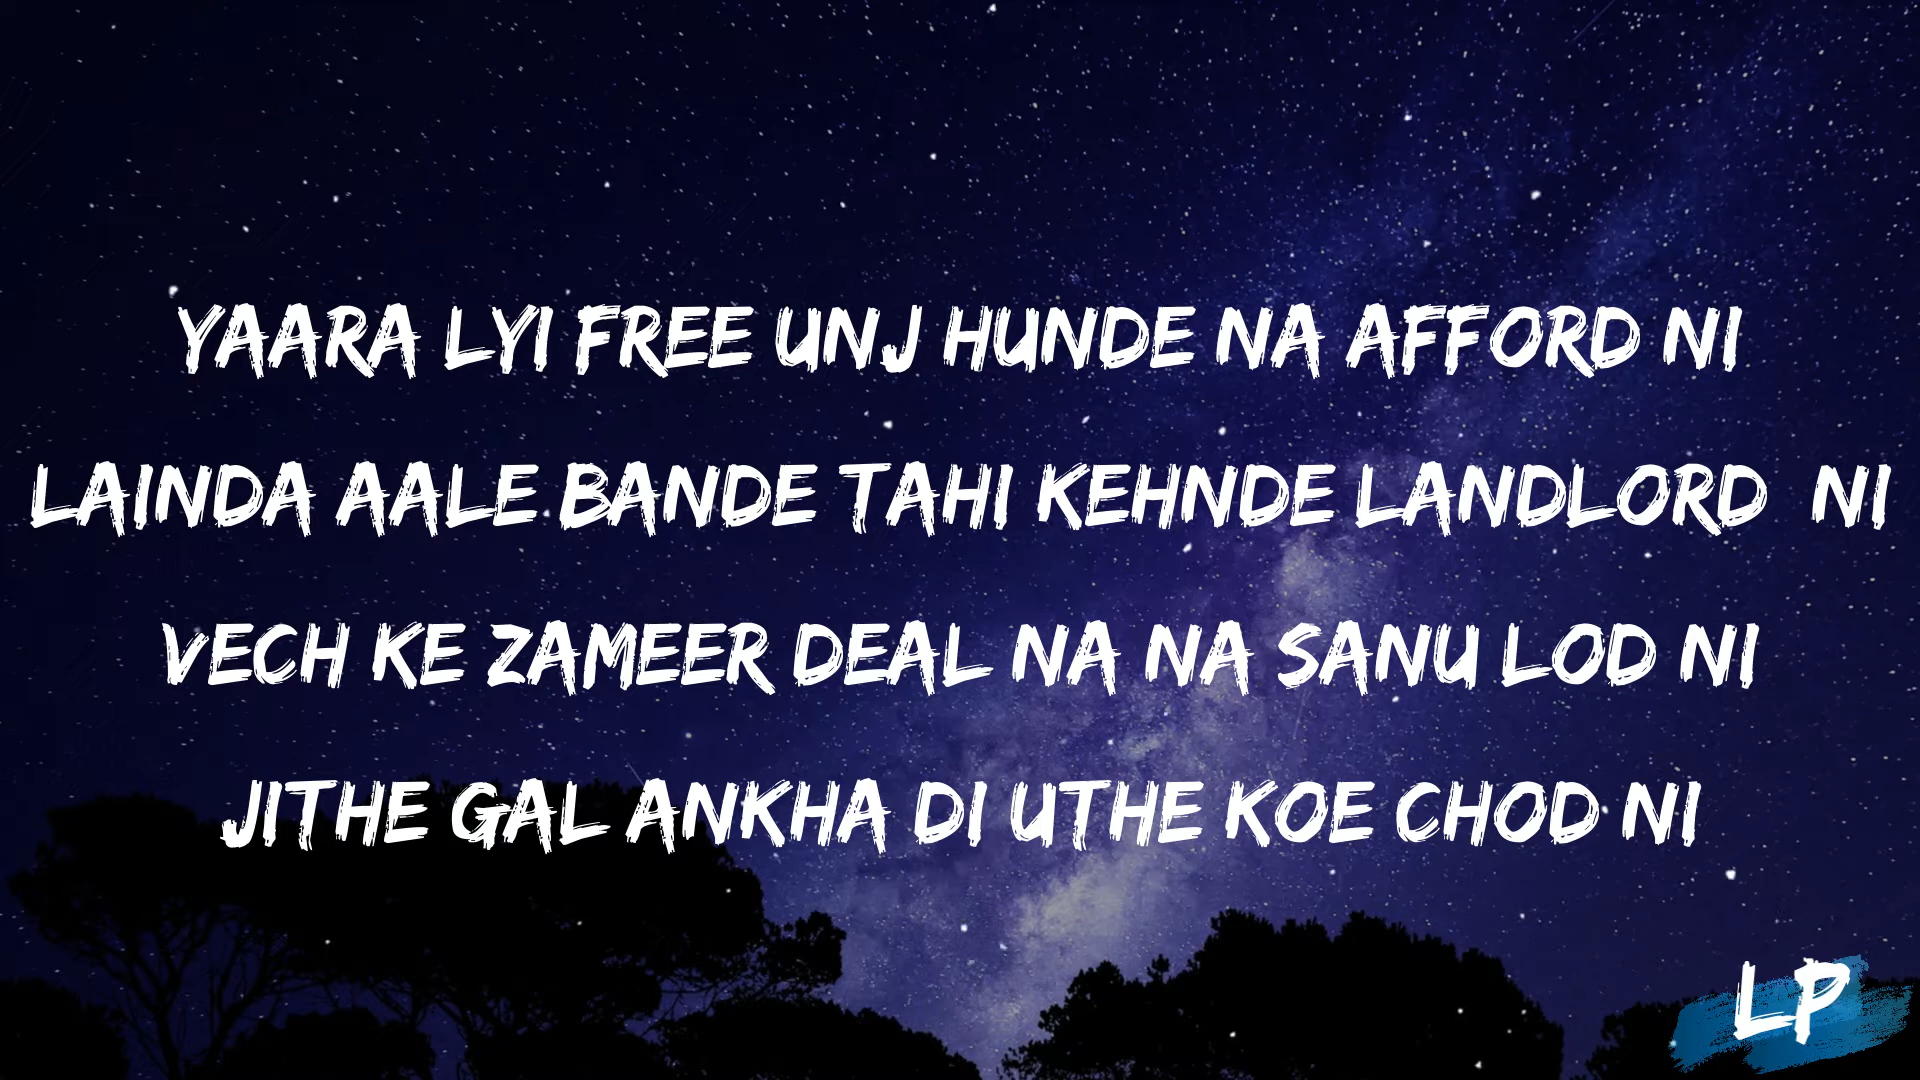 YAARA LYI FREE UNJ HUNDE NA AFFORD NI
LAINDA AALE BANDE TAHI KEHNDE LANDLORD NI
VECH KE ZAMEER DEAL NA NA SANU LOD NI
JITHE GAL ANKHA DI UTHE KOE CHOD NI
LP